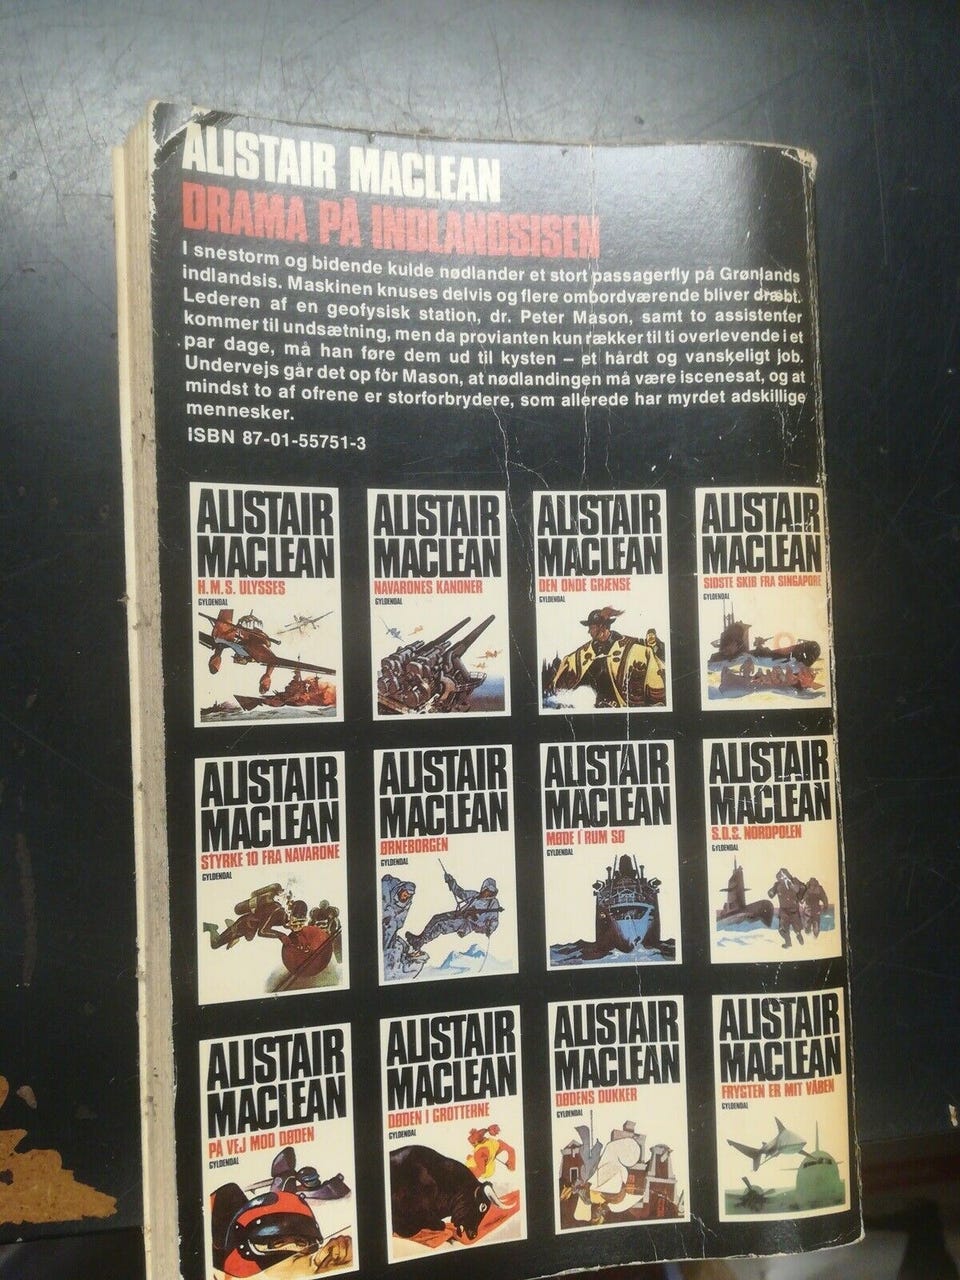 ALISTAIR MACLEAN
DRAMA PÅ INDLANDSISEN
I snestorm og bidende kulde nødlander et stort passagerfly på Grønlands
indlandsis. Maskinen knuses delvis og flere ombordværende bliver dræbt.
Lederen af en geofysisk station, dr. Peter Mason, samt to assistenter
kommer til undsætning, men da provianten kun rækker til ti overlevende i et
par dage, må han føre dem ud til kysten – et hårdt og vanskeligt job.
Undervejs går det op for Mason, at nødlandingen må være iscenesat, og at
mindst to af ofrene er storforbrydere, som allerede har myrdet adskillige
mennesker.
ISBN 87-01-55751-3
ALISTAIR
MACLEAN
H.M.S. ULYSSES
GYLDENDAL
ALISTAIR
MACLEAN
NAVARONES KANONER
GYLDENDAL
ALISTAIR
MACLEAN
DEN ONDE GRÆNSE
GYLDENDAL
ALISTAIR
MACLEAN
SIDSTE SKIB FRA SINGAPORE
GYLDENDAL
ALISTAIR
MACLEAN
STYRKE 10 FRA NAVARONE
GYLDENDAL
ALISTAIR
MACLEAN
ØRNEBORGEN
GYLDENDAL
ALISTAIR
MACLEAN
MØDE I RUM SØ
GYLDENDAL
ALISTAIR
MACLEAN
S.O.S. NORDPOLEN
GYLDENDAL
ALISTAIR
MACLEAN
PÅ VEJ MOD DØDEN
GYLDENDAL
ALISTAIR
MACLEAN
DØDEN I GROTTERNE
GYLDENDAL
ALISTAIR
MACLEAN
DØDENS DUKKER
GYLDENDAL
ALISTAIR
MACLEAN
FRYGTEN ER MIT VÅBEN
GYLDENDAL